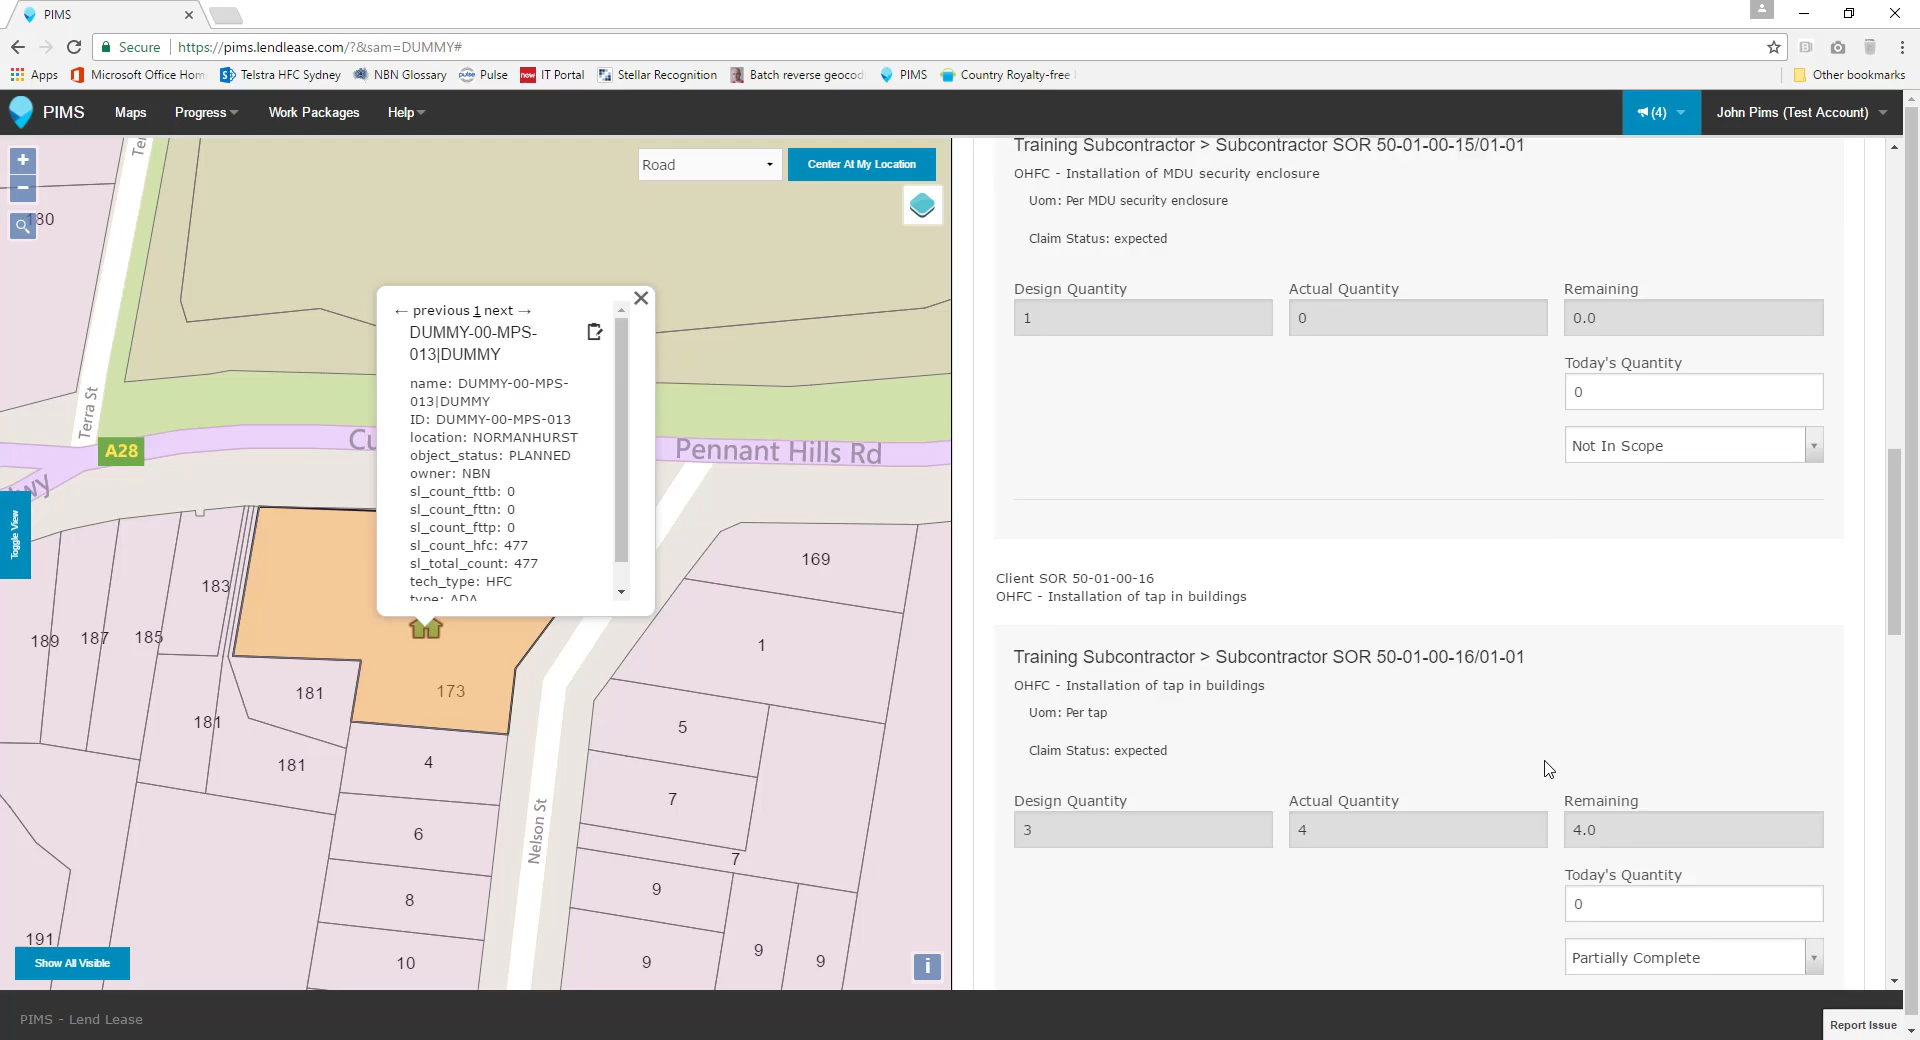 PIMS
Secure
https://pims.lendlease.com/?&sam=DUMMY#
Apps
Microsoft Office Hom
Telstra HFC Sydney
NBN Glossary
Pulse
IT Portal
Stellar Recognition
Batch reverse geocod
PIMS
Country Royalty-free
Other bookmarks
PIMS
Maps
Progress
Work Packages
Help
(4)
John Pims (Test Account)
+
−
Road
Center At My Location
Toggle View
Show All Visible
Terra St
A28
Pennant Hills Rd
Nelson St
180
183
189
187
185
181
181
181
173
191
4
6
8
10
169
1
5
7
7
9
9
9
9
i
← previous 1 next →
DUMMY-00-MPS-
013|DUMMY
name: DUMMY-00-MPS-
013|DUMMY
ID: DUMMY-00-MPS-013
location: NORMANHURST
object_status: PLANNED
owner: NBN
sl_count_fttb: 0
sl_count_fttn: 0
sl_count_fttp: 0
sl_count_hfc: 477
sl_total_count: 477
tech_type: HFC
type: ADA
Training Subcontractor > Subcontractor SOR 50-01-00-15/01-01
OHFC - Installation of MDU security enclosure
Uom: Per MDU security enclosure
Claim Status: expected
Design Quantity
Actual Quantity
Remaining
1
0
0.0
Today's Quantity
0
Not In Scope
Client SOR 50-01-00-16
OHFC - Installation of tap in buildings
Training Subcontractor > Subcontractor SOR 50-01-00-16/01-01
OHFC - Installation of tap in buildings
Uom: Per tap
Claim Status: expected
Design Quantity
Actual Quantity
Remaining
3
4
4.0
Today's Quantity
0
Partially Complete
PIMS - Lend Lease
Report Issue